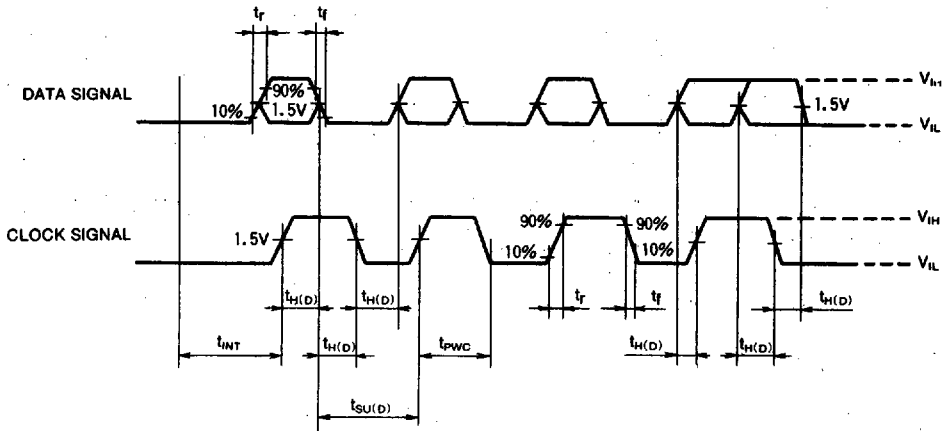 tr tf
DATA SIGNAL
10% 90% 1.5V
VIH
1.5V
VIL
CLOCK SIGNAL
1.5V
90% 90%
10% 10%
VIH
VIL
tH(D) tH(D) tr tf tH(D)
tINT tH(D) tPWC tH(D) tH(D)
tSU(D)